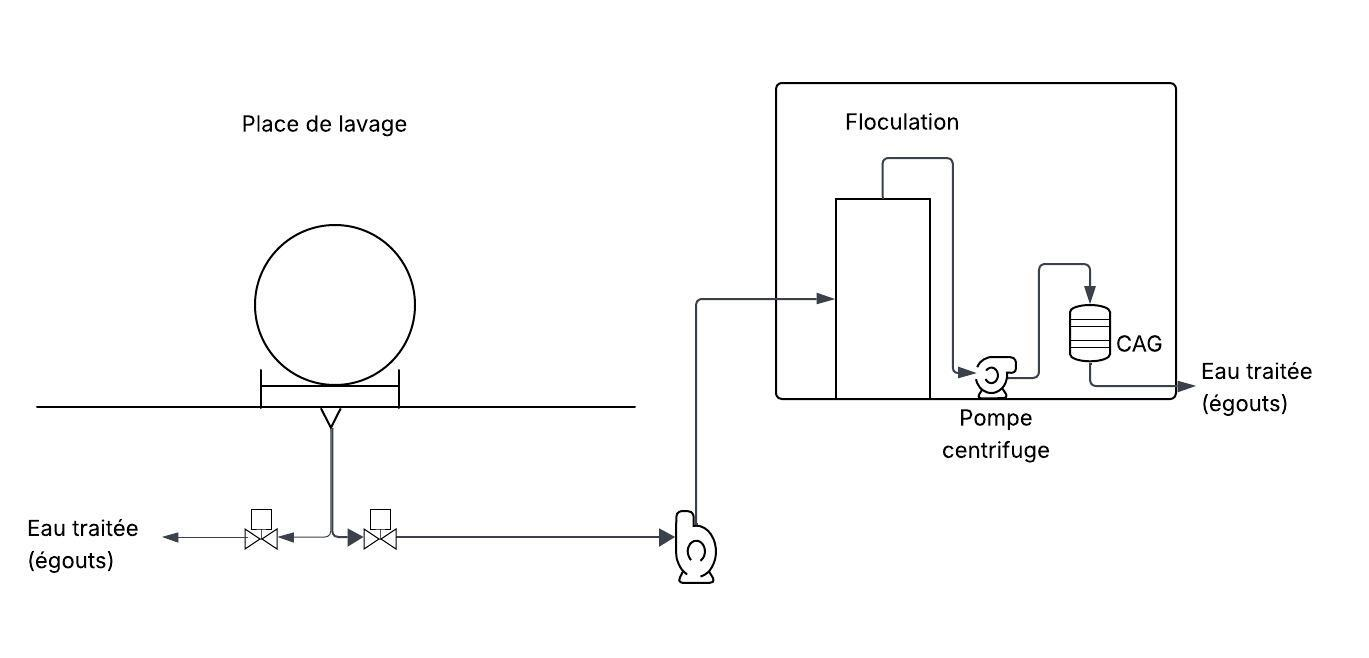 Place de lavage
Floculation
CAG
Eau traitée
(égouts)
Pompe
centrifuge
Eau traitée
(égouts)